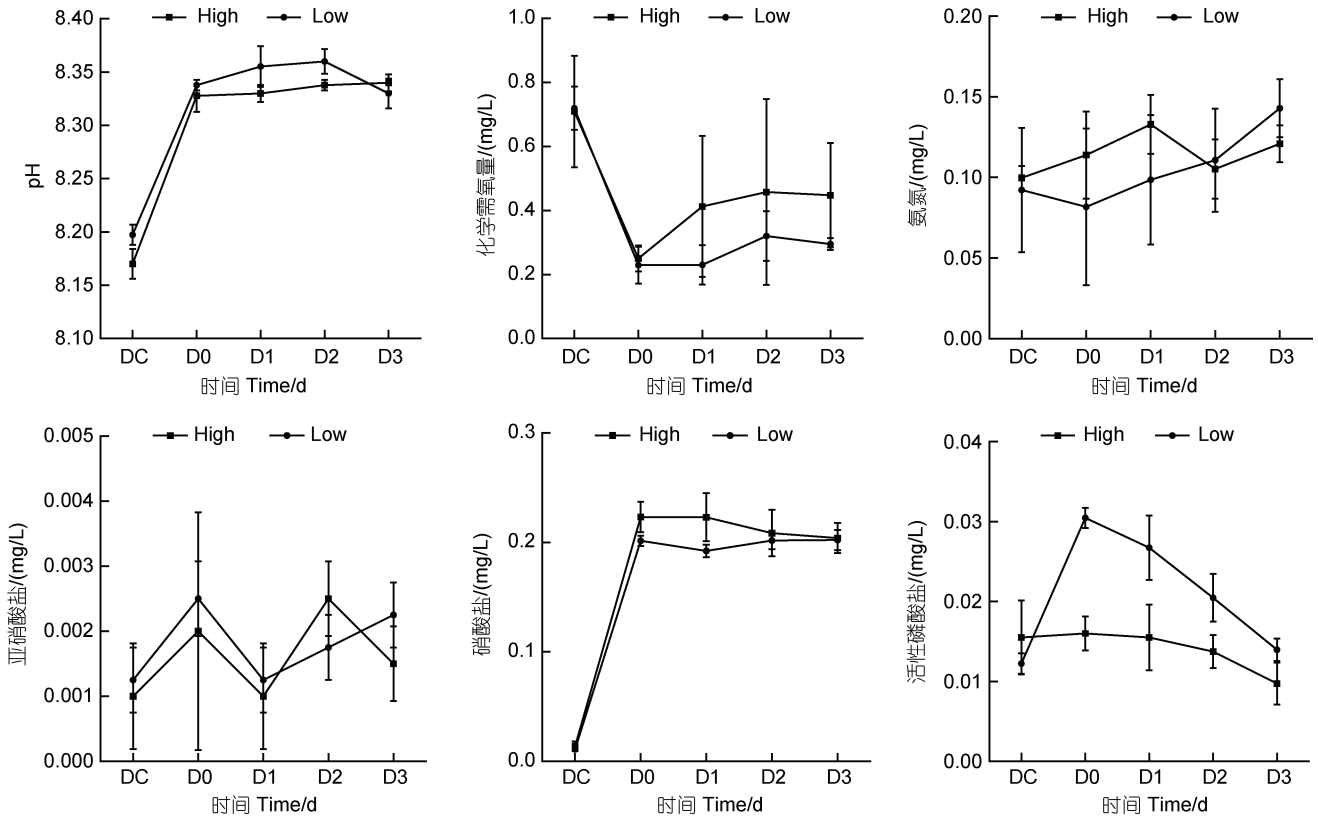 High Low
pH
8.40
8.35
8.30
8.25
8.20
8.15
8.10
DC D0 D1 D2 D3
时间 Time/d
High Low
化学需氧量/(mg/L)
1.0
0.8
0.6
0.4
0.2
0.0
DC D0 D1 D2 D3
时间 Time/d
High Low
氨氮/(mg/L)
0.20
0.15
0.10
0.05
0.00
DC D0 D1 D2 D3
时间 Time/d
High Low
亚硝酸盐/(mg/L)
0.005
0.004
0.003
0.002
0.001
0.000
DC D0 D1 D2 D3
时间 Time/d
High Low
硝酸盐/(mg/L)
0.3
0.2
0.1
0.0
DC D0 D1 D2 D3
时间 Time/d
High Low
活性磷酸盐/(mg/L)
0.04
0.03
0.02
0.01
0.00
DC D0 D1 D2 D3
时间 Time/d